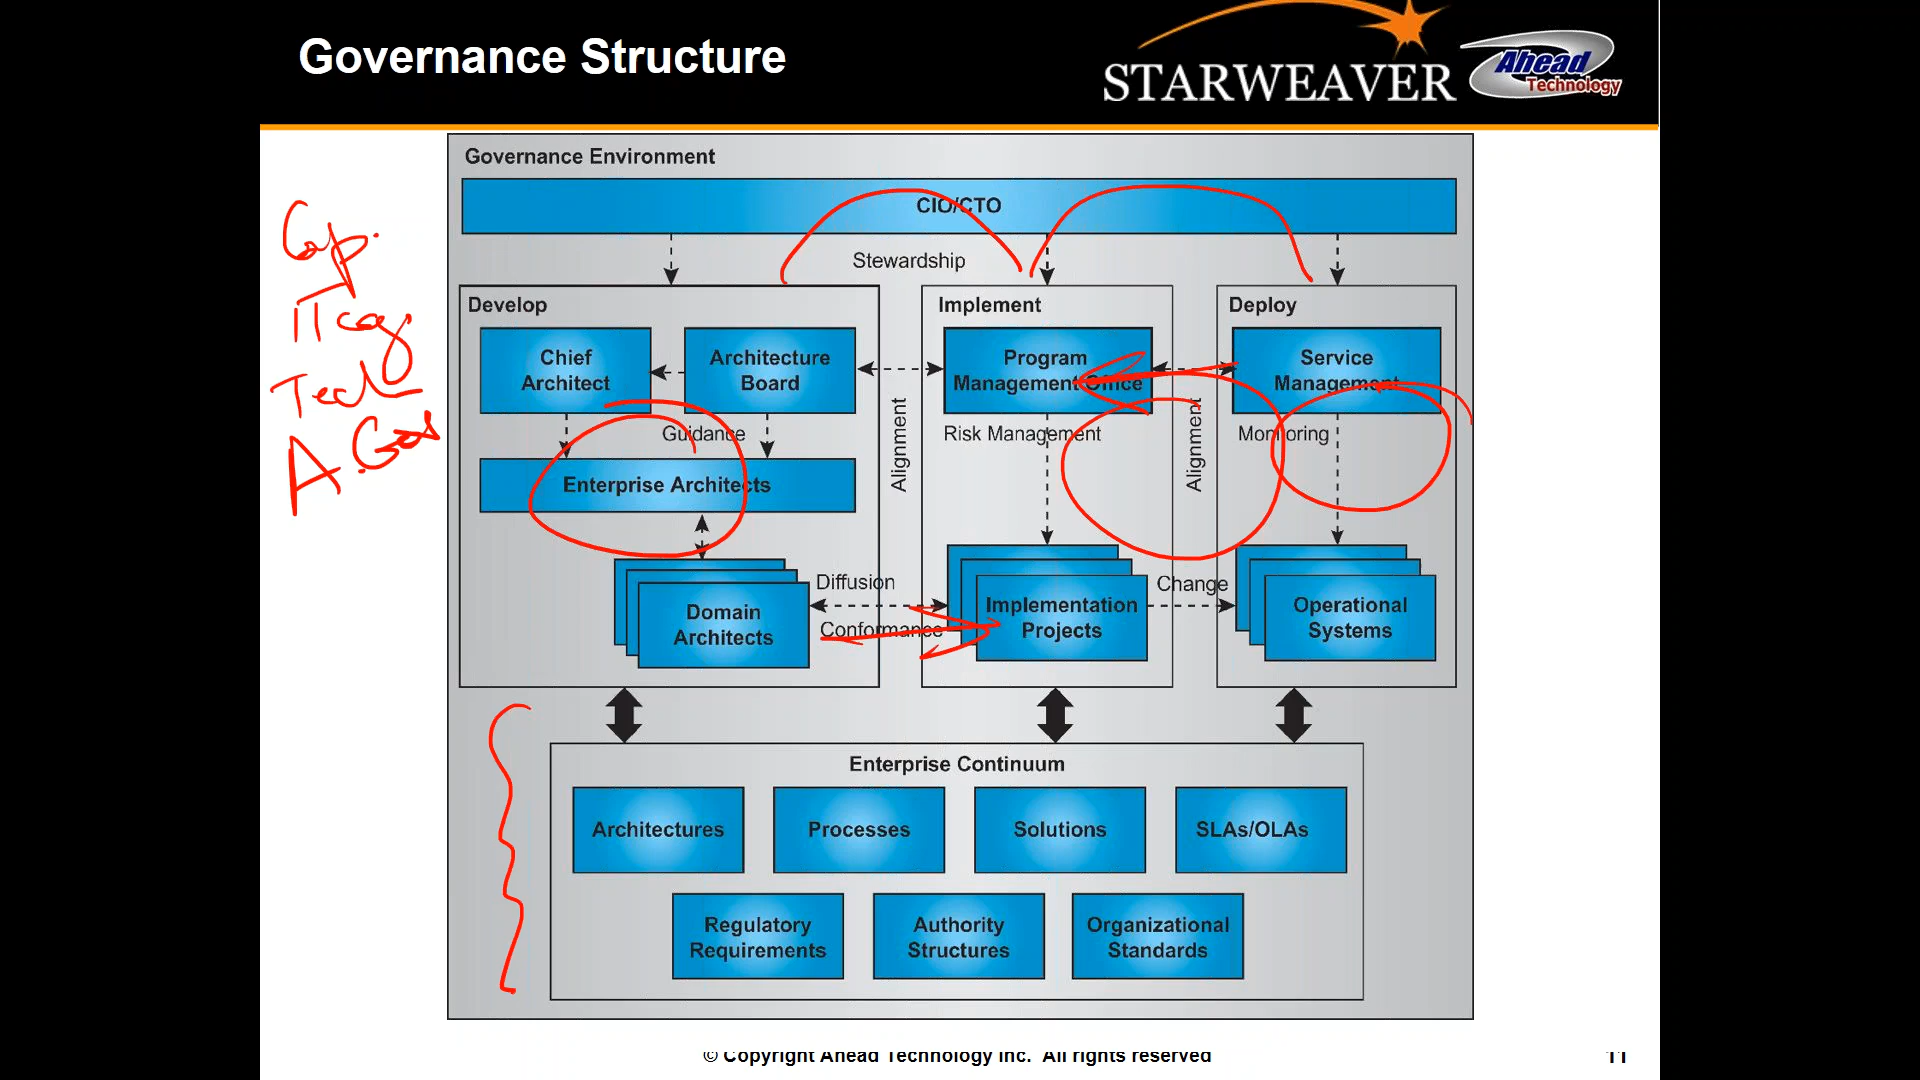 Governance Structure
STARWEAVER
Ahead
Technology
Governance Environment
CIO/CTO
Stewardship
Develop
Implement
Deploy
Chief
Architect
Architecture
Board
Program
Management Office
Service
Management
Guidance
Alignment
Risk Management
Alignment
Monitoring
Enterprise Architects
Domain
Architects
Diffusion
Conformance
Implementation
Projects
Change
Operational
Systems
Enterprise Continuum
Architectures
Processes
Solutions
SLAs/OLAs
Regulatory
Requirements
Authority
Structures
Organizational
Standards
Tech
A.Gov
© Copyright Ahead Technology Inc. All rights reserved
11